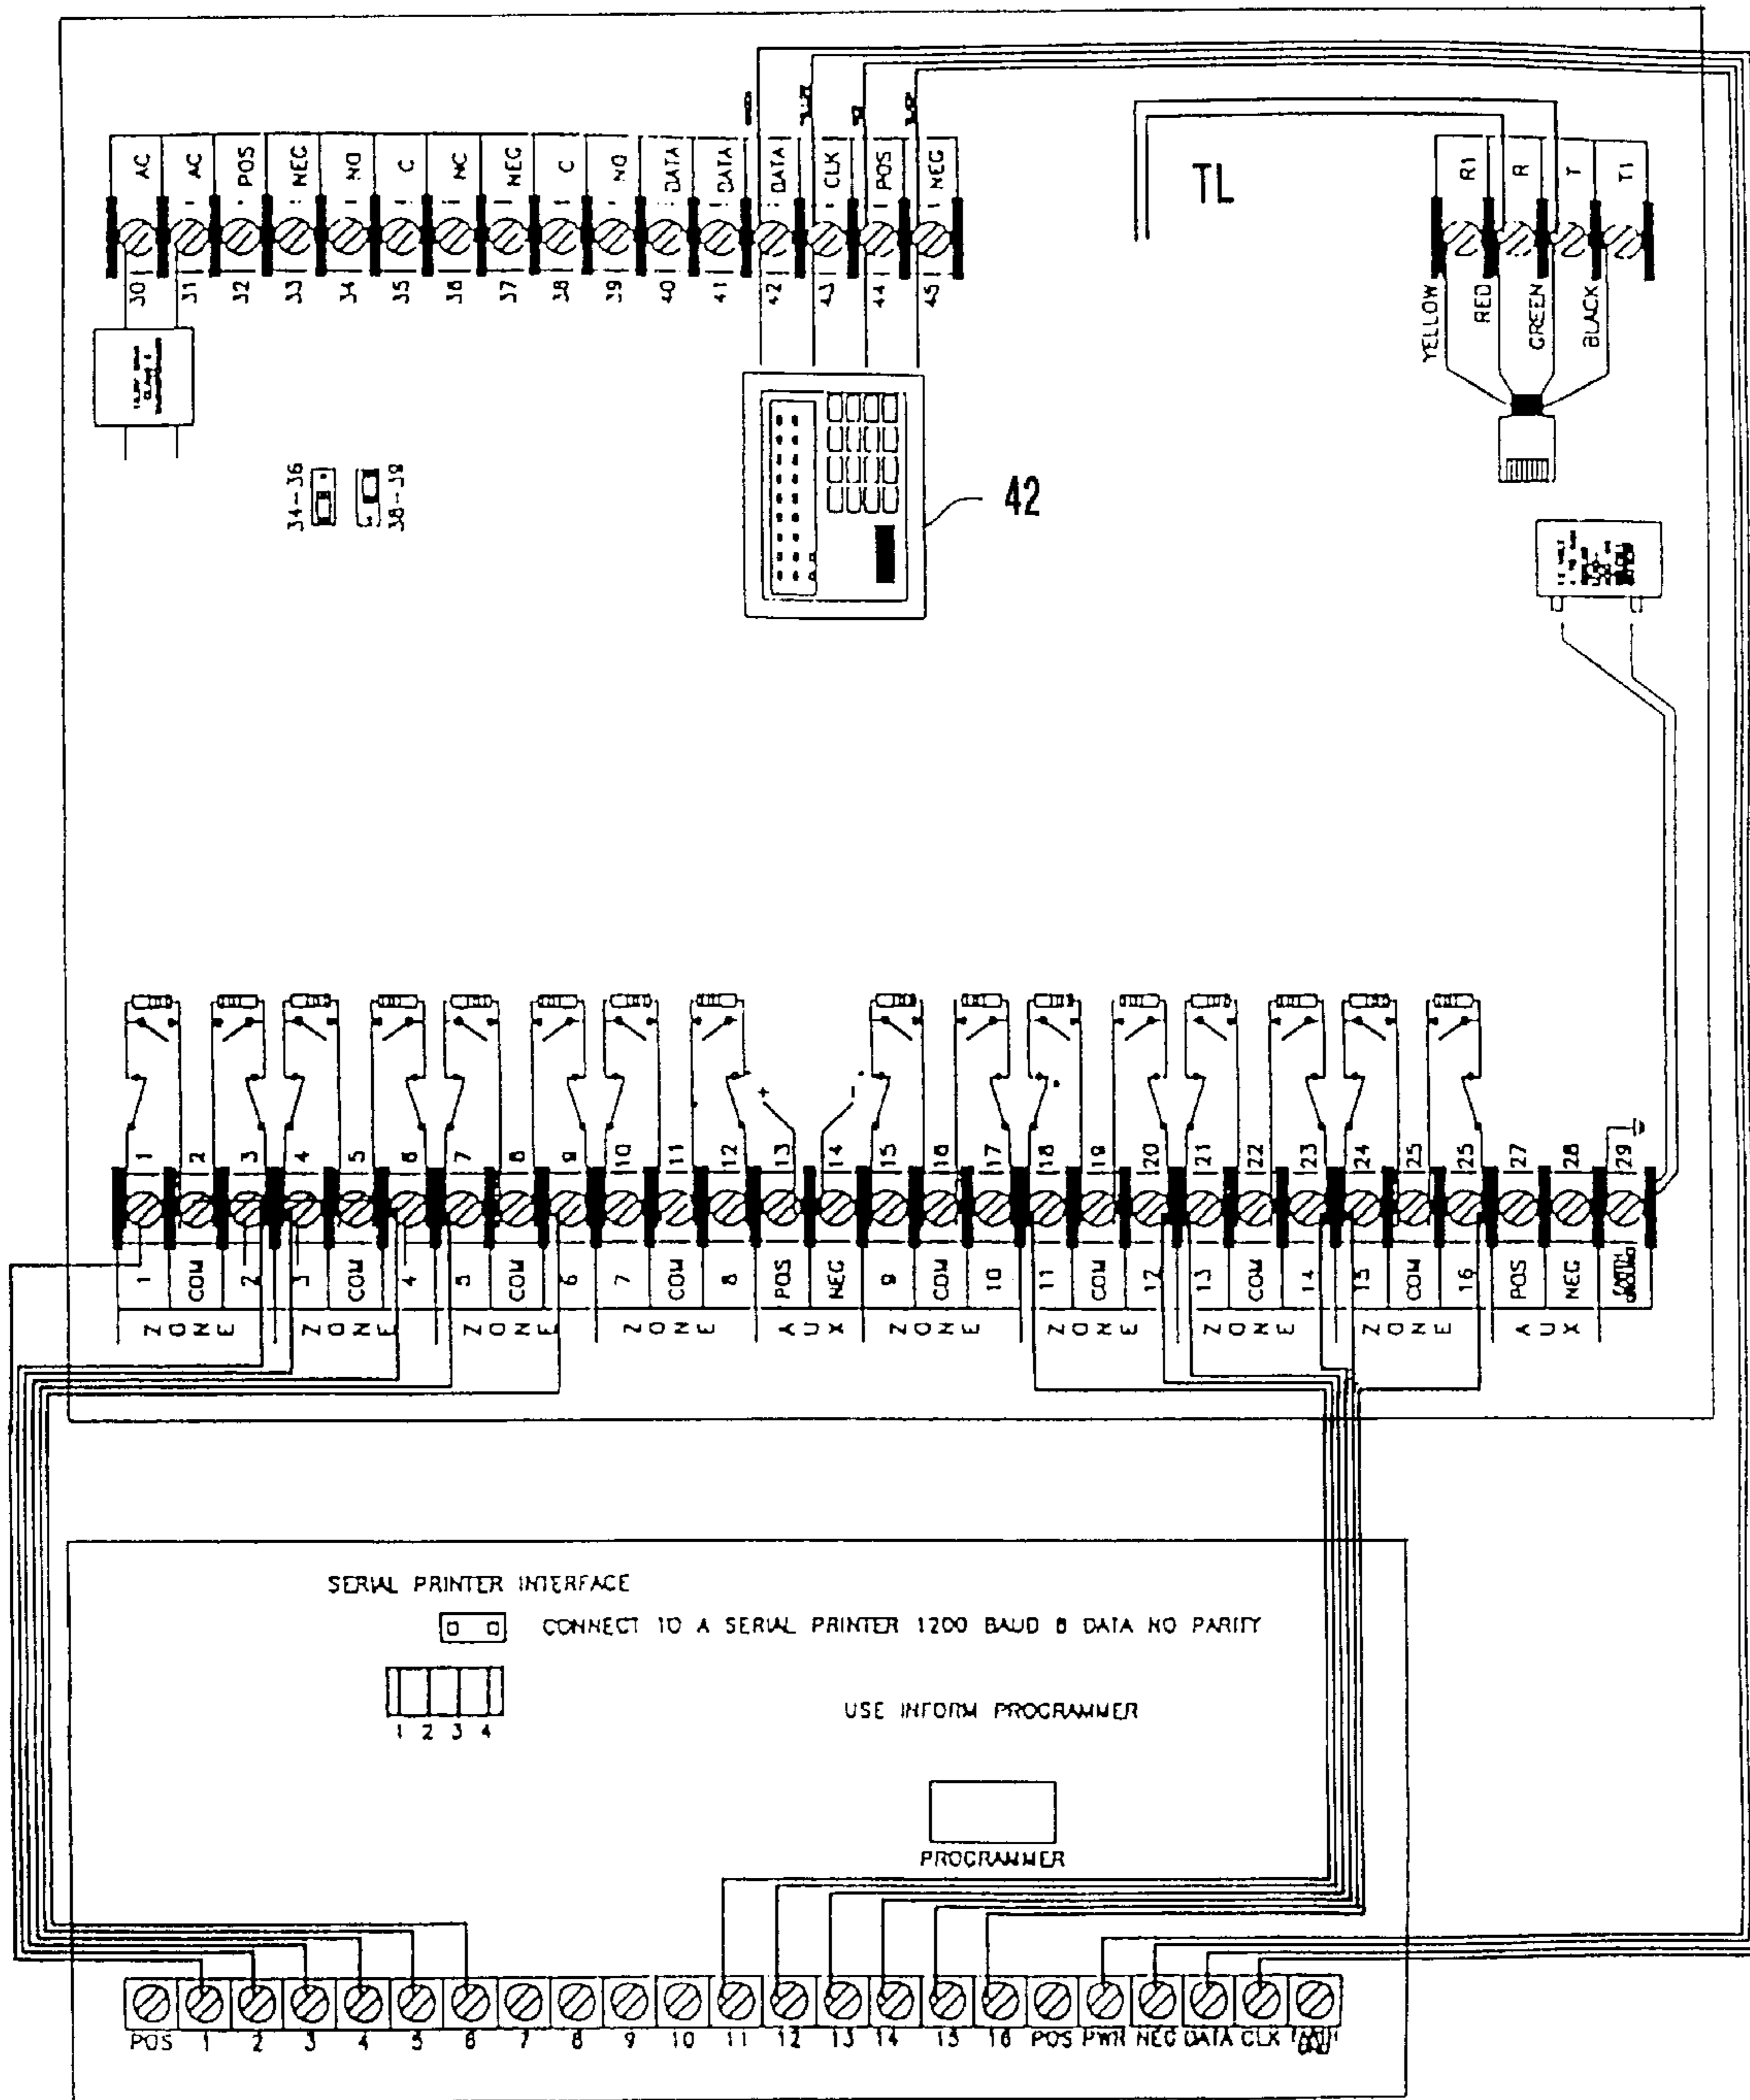 AC AC POS NEG NO C NC NEG C NO DATA DATA DATA CLK POS NEG
30 31 32 33 34 35 36 37 38 39 40 41 42 43 44 45
TL
R1 R T T1
YELLOW RED GREEN BLACK
34-36
38-39
42
1 2 3 4 5 6 7 8 9 10 11 12 13 14 15 16 17 18 19 20 21 22 23 24 25 25 27 28 29
+ -
1 COM 2 3 COM 4 5 COM 6 7 COM 8 POS NEG 9 COM 10 11 COM 12 13 COM 14 15 COM 16 POS NEG EARTH GROUND
ZONE ZONE ZONE ZONE AUX ZONE ZONE ZONE ZONE AUX
SERIAL PRINTER INTERFACE
CONNECT TO A SERIAL PRINTER 1200 BAUD 8 DATA NO PARITY
1 2 3 4
USE INFORM PROGRAMMER
PROGRAMMER
POS 1 2 3 4 5 6 7 8 9 10 11 12 13 14 15 16 POS PWR NEG DATA CLK